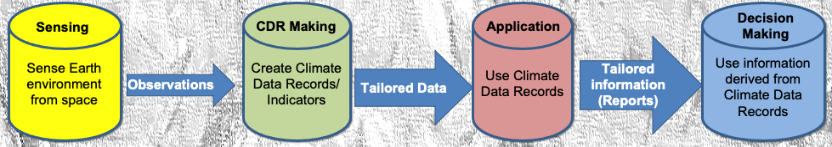 Sensing
Sense Earth
environment
from space
Observations
CDR Making
Create Climate
Data Records/
Indicators
Tailored Data
Application
Use Climate
Data Records
Tailored
information
(Reports)
Decision
Making
Use information
derived from
Climate Data
Records